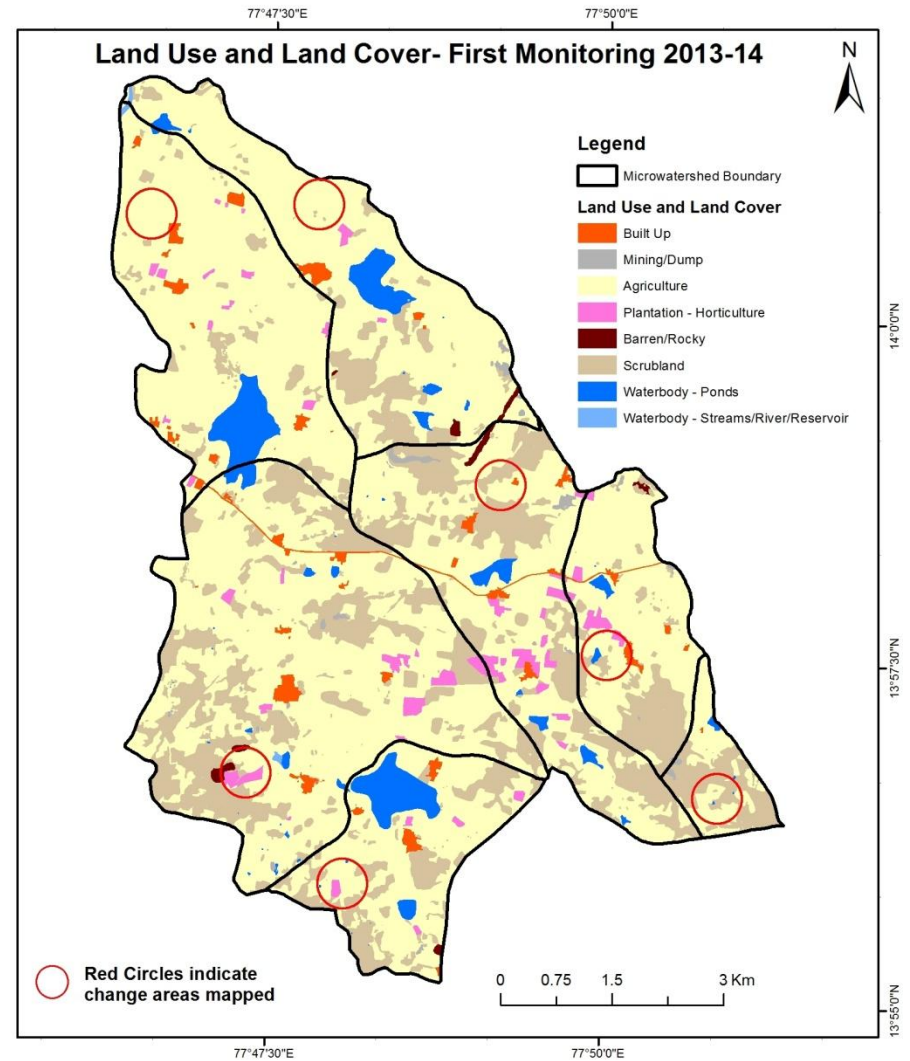 77°47'30"E
77°50'0"E
Land Use and Land Cover- First Monitoring 2013-14
N
Legend
Microwatershed Boundary
Land Use and Land Cover
Built Up
Mining/Dump
Agriculture
Plantation - Horticulture
Barren/Rocky
Scrubland
Waterbody - Ponds
Waterbody - Streams/River/Reservoir
14°0'0"N
13°57'30"N
13°55'0"N
Red Circles indicate
change areas mapped
0 0.75 1.5 3 Km
77°47'30"E
77°50'0"E